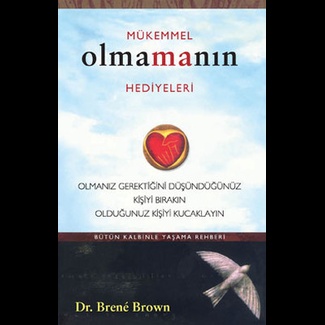 MÜKEMMEL
olmamanın
HEDİYELERİ
OLMANIZ GEREKTİĞİNİ DÜŞÜNDÜĞÜNÜZ
KİŞİYİ BIRAKIN
OLDUĞUNUZ KİŞİYİ KUCAKLAYIN
BÜTÜN KALBİNLE YAŞAMA REHBERİ
Dr. Brené Brown